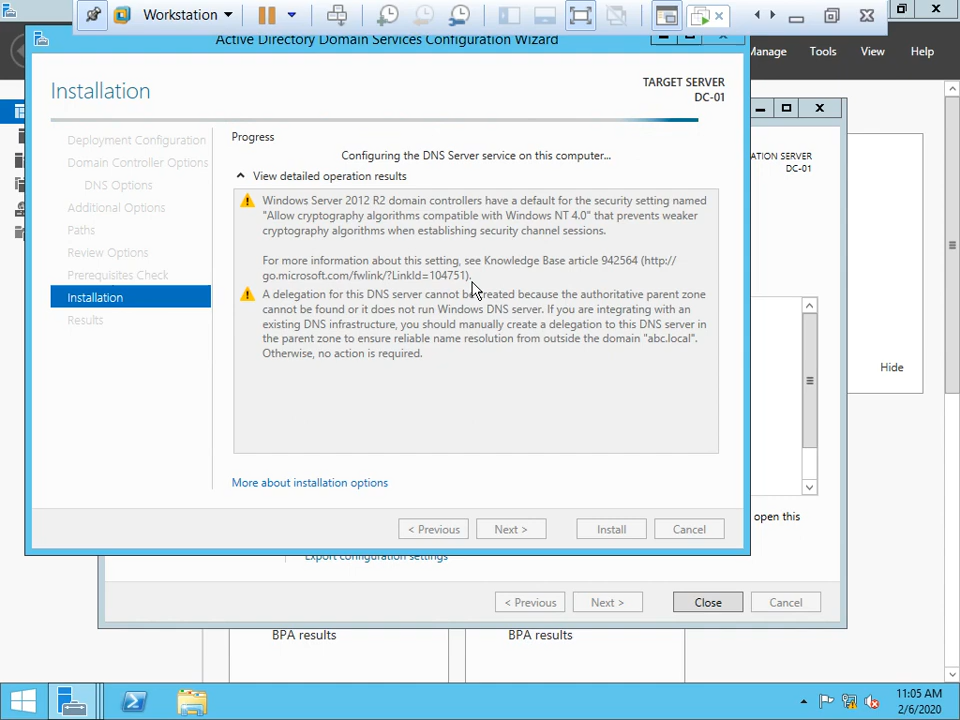 Workstation
Active Directory Domain Services Configuration Wizard
Manage
Tools
View
Help
Installation
TARGET SERVER
DC-01
Deployment Configuration
Domain Controller Options
DNS Options
Additional Options
Paths
Review Options
Prerequisites Check
Installation
Results
Progress
Configuring the DNS Server service on this computer...
View detailed operation results
Windows Server 2012 R2 domain controllers have a default for the security setting named
"Allow cryptography algorithms compatible with Windows NT 4.0" that prevents weaker
cryptography algorithms when establishing security channel sessions.
For more information about this setting, see Knowledge Base article 942564 (http://
go.microsoft.com/fwlink/?LinkId=104751).
A delegation for this DNS server cannot be created because the authoritative parent zone
cannot be found or it does not run Windows DNS server. If you are integrating with an
existing DNS infrastructure, you should manually create a delegation to this DNS server in
the parent zone to ensure reliable name resolution from outside the domain "abc.local".
Otherwise, no action is required.
More about installation options
< Previous
Next >
Install
Cancel
ATION SERVER
DC-01
Hide
open this
Export configuration settings
< Previous
Next >
Close
Cancel
BPA results
BPA results
11:05 AM
2/6/2020